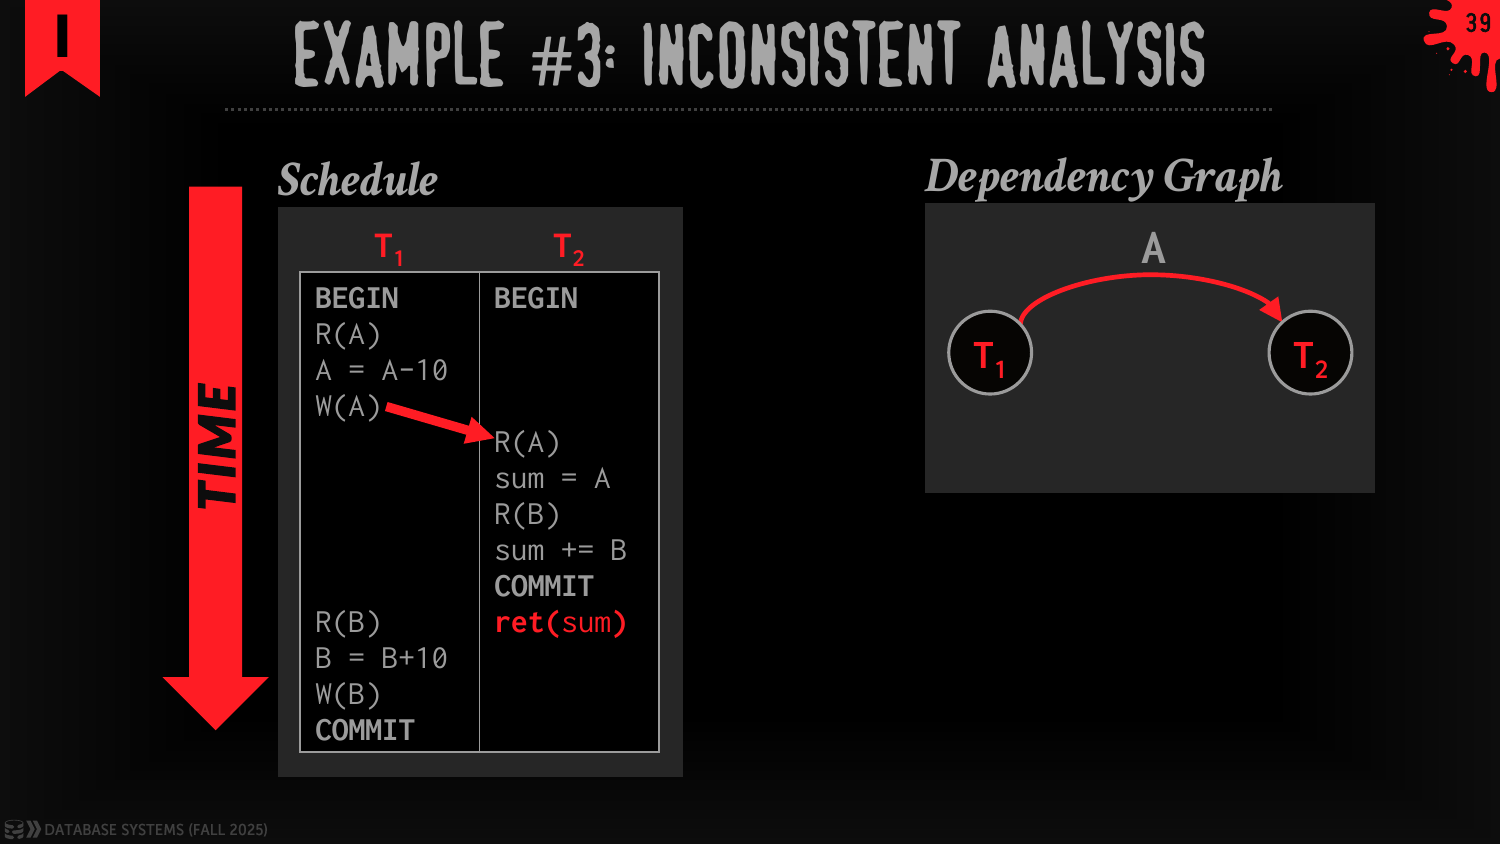 I
EXAMPLE #3: INCONSISTENT ANALYSIS
39
Schedule
T1 T2
BEGIN BEGIN
R(A)
A = A-10
W(A)
R(A)
sum = A
R(B)
sum += B
COMMIT
R(B) ret(sum)
B = B+10
W(B)
COMMIT
TIME
Dependency Graph
A
T1 T2
DATABASE SYSTEMS (FALL 2025)